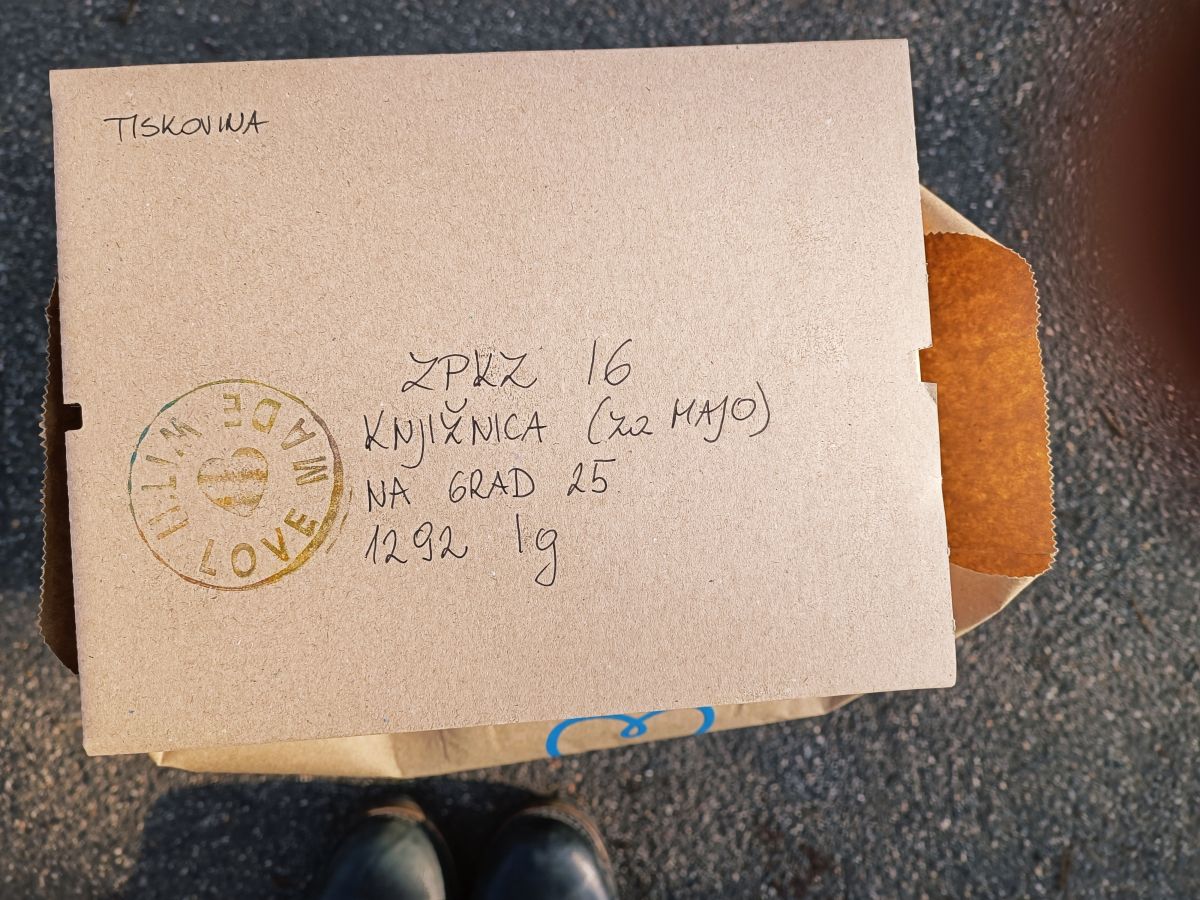 TISKOVINA
ZPKZ 16
KNJIŽNICA (za MAJO)
NA GRAD 25
1292 Ig
MADE WITH LOVE